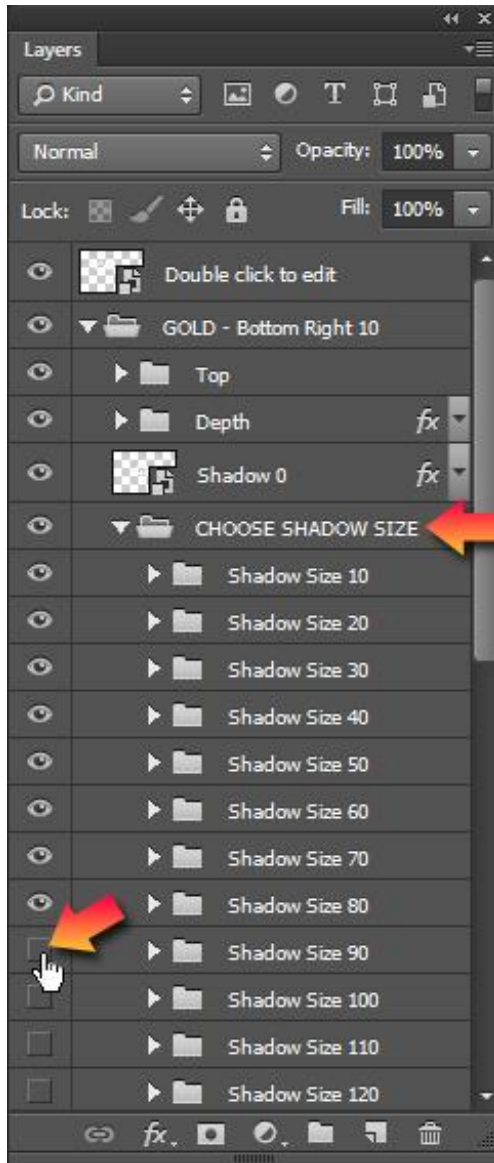 Layers
Kind
T
Normal Opacity: 100%
Lock: Fill: 100%
Double click to edit
GOLD - Bottom Right 10
Top
Depth fx
Shadow 0 fx
CHOOSE SHADOW SIZE
Shadow Size 10
Shadow Size 20
Shadow Size 30
Shadow Size 40
Shadow Size 50
Shadow Size 60
Shadow Size 70
Shadow Size 80
Shadow Size 90
Shadow Size 100
Shadow Size 110
Shadow Size 120
fx.